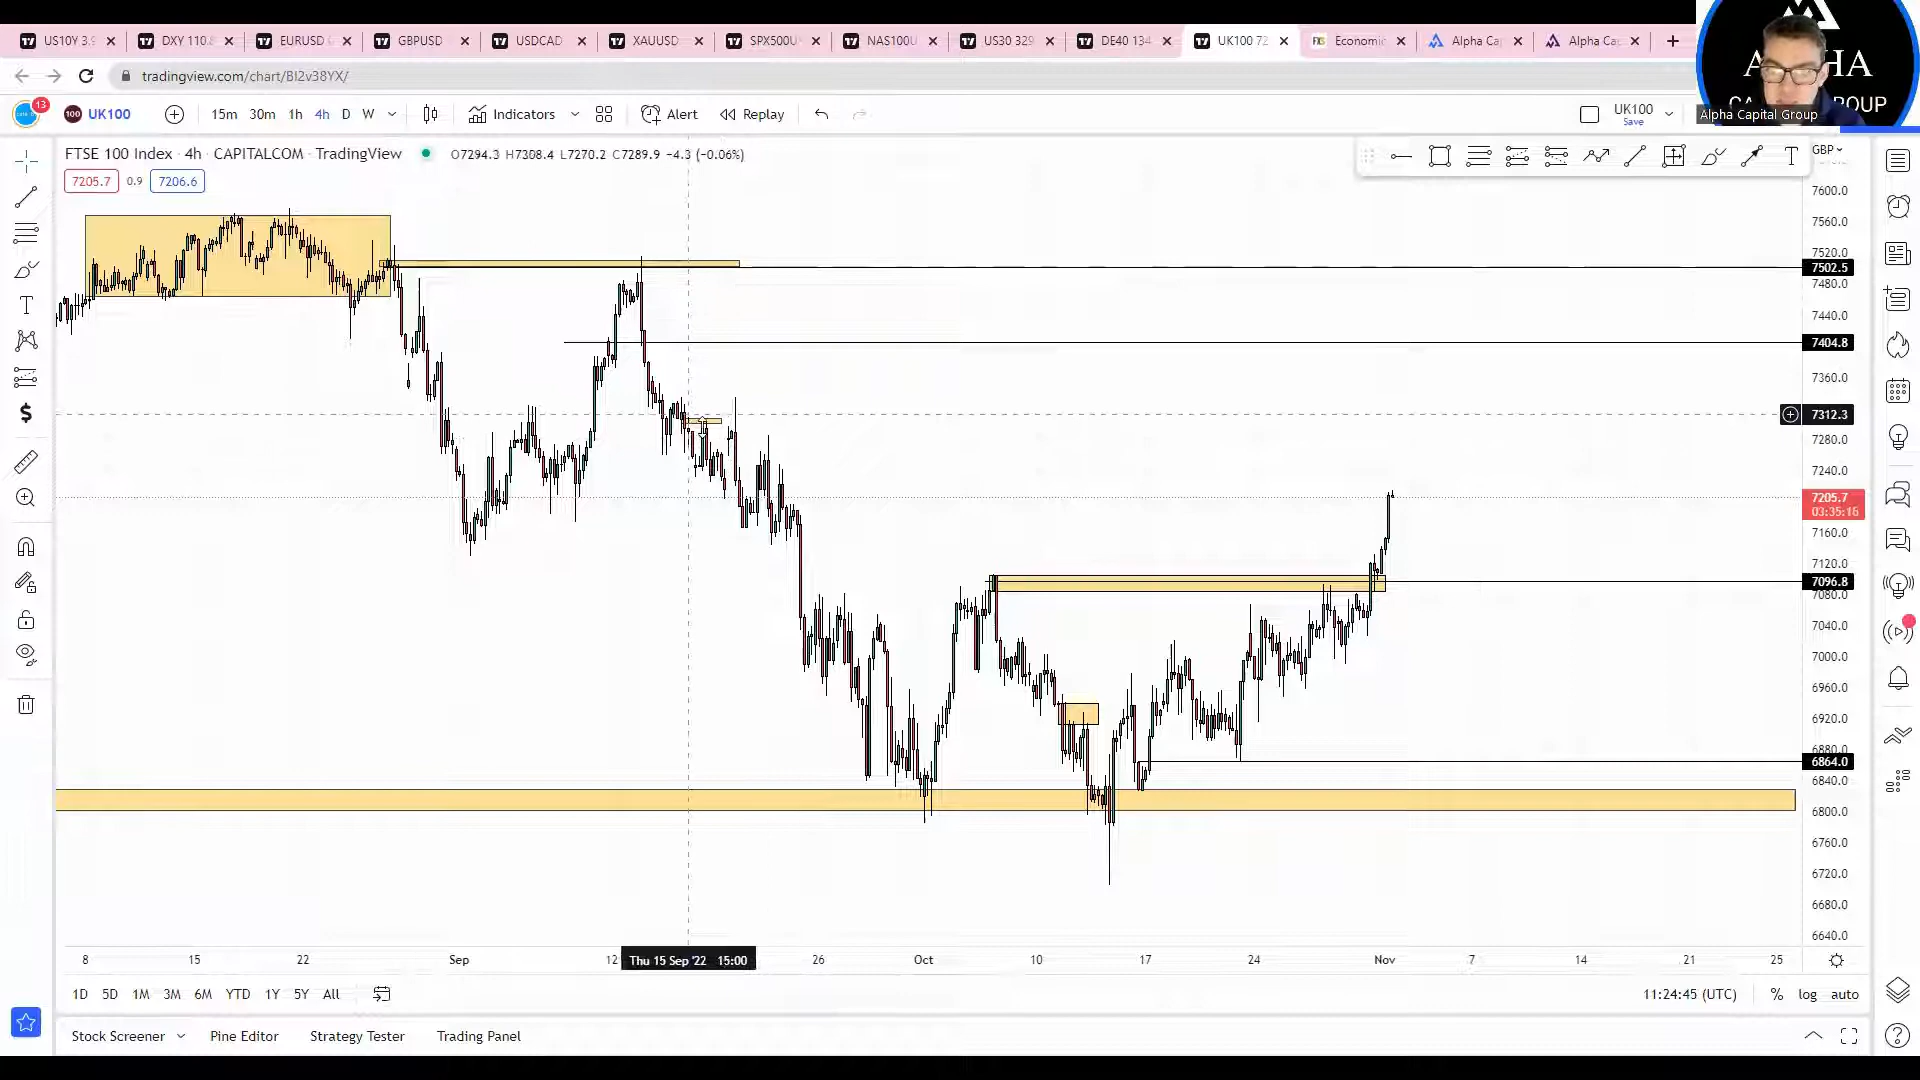 US10Y 3.9
DXY 110.8
EURUSD
GBPUSD
USDCAD
XAUUSD
SPX500U
NAS100U
US30 329
DE40 134
UK100 72
Economic
Alpha Ca
Alpha Ca
tradingview.com/chart/BI2v38YX/
13
100 UK100 15m 30m 1h 4h D W Indicators Alert Replay
UK100
Save
ALPHA
Alpha Capital Group
FTSE 100 Index · 4h · CAPITALCOM · TradingView O7294.3 H7308.4 L7270.2 C7289.9 −4.3 (−0.06%)
GBP
7205.7 0.9 7206.6
7600.0
7560.0
7520.0
7502.5
7480.0
7440.0
7404.8
7360.0
7312.3
7280.0
7240.0
7205.7
03:35:16
7160.0
7120.0
7096.8
7080.0
7040.0
7000.0
6960.0
6920.0
6880.0
6864.0
6840.0
6800.0
6760.0
6720.0
6680.0
6640.0
8 15 22 Sep 12 Thu 15 Sep '22 15:00 26 Oct 10 17 24 Nov 7 14 21 25
1D 5D 1M 3M 6M YTD 1Y 5Y All 11:24:45 (UTC) % log auto
Stock Screener Pine Editor Strategy Tester Trading Panel